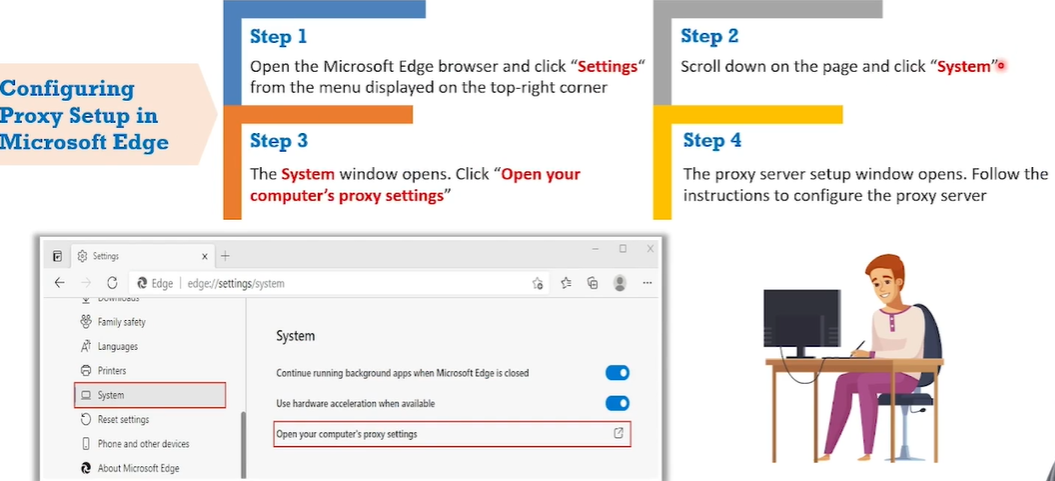 Configuring
Proxy Setup in
Microsoft Edge
Step 1
Open the Microsoft Edge browser and click “Settings“
from the menu displayed on the top-right corner
Step 2
Scroll down on the page and click “System”
Step 3
The System window opens. Click “Open your
computer’s proxy settings”
Step 4
The proxy server setup window opens. Follow the
instructions to configure the proxy server
Settings
Edge | edge://settings/system
Downloads
Family safety
Languages
Printers
System
Reset settings
Phone and other devices
About Microsoft Edge
System
Continue running background apps when Microsoft Edge is closed
Use hardware acceleration when available
Open your computer's proxy settings